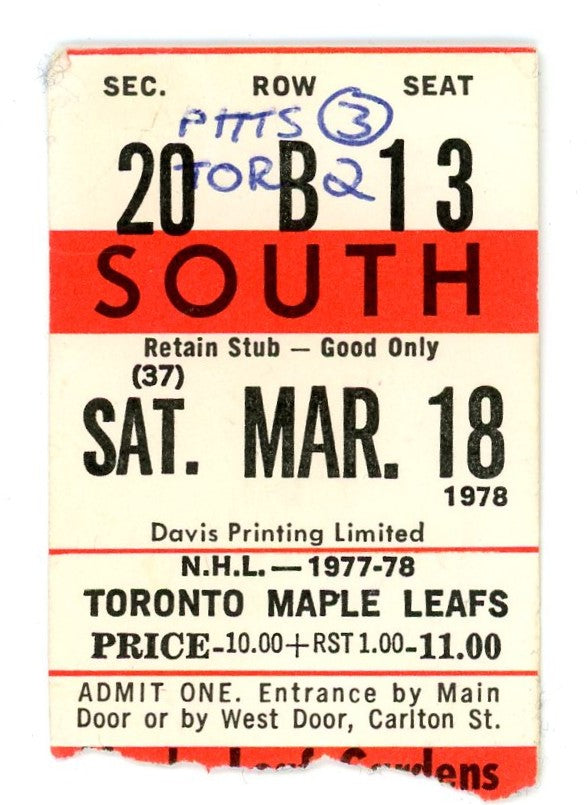 SEC. ROW SEAT
PITTS 3
20 B 13
TOR 2
SOUTH
Retain Stub — Good Only
(37)
SAT. MAR. 18
1978
Davis Printing Limited
N.H.L.—1977-78
TORONTO MAPLE LEAFS
PRICE-10.00+RST 1.00-11.00
ADMIT ONE. Entrance by Main
Door or by West Door, Carlton St.
Leaf Gardens